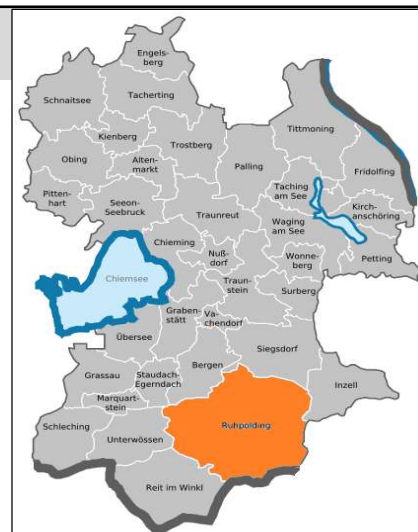 Engels-
berg
Tacherting
Schnaitsee
Kienberg
Trostberg
Tittmoning
Obing
Alten-
markt
Palling
Fridolfing
Pitten-
hart
Taching
am See
Kirch-
anschöring
Seeon-
Seebruck
Traunreut
Waging
am See
Chieming
Nuß-
dorf
Wonne-
berg
Petting
Chiemsee
Traun-
stein
Surberg
Graben-
stätt
Va-
chendorf
Übersee
Siegsdorf
Bergen
Grassau
Staudach-
Egerndach
Inzell
Marquart-
stein
Schleching
Unterwössen
Ruhpolding
Reit im Winkl